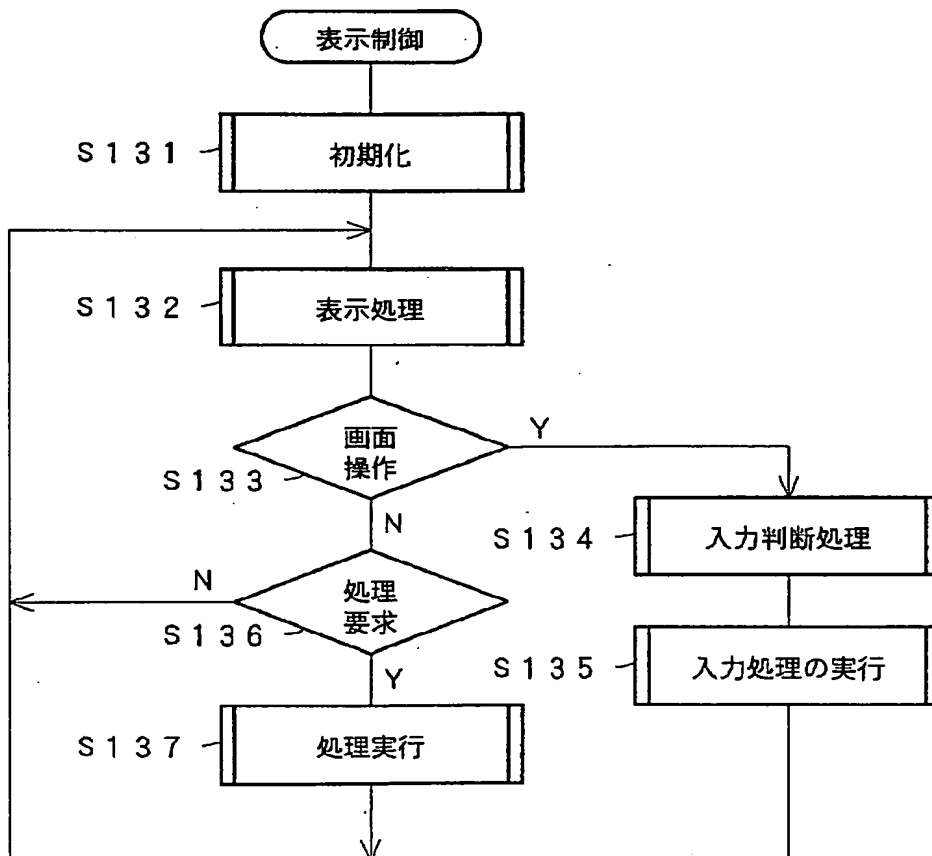 表示制御
S131
初期化
S132
表示処理
画面
操作
Y
S133
N
S134
入力判断処理
N
処理
要求
S136
Y
S135
入力処理の実行
S137
処理実行